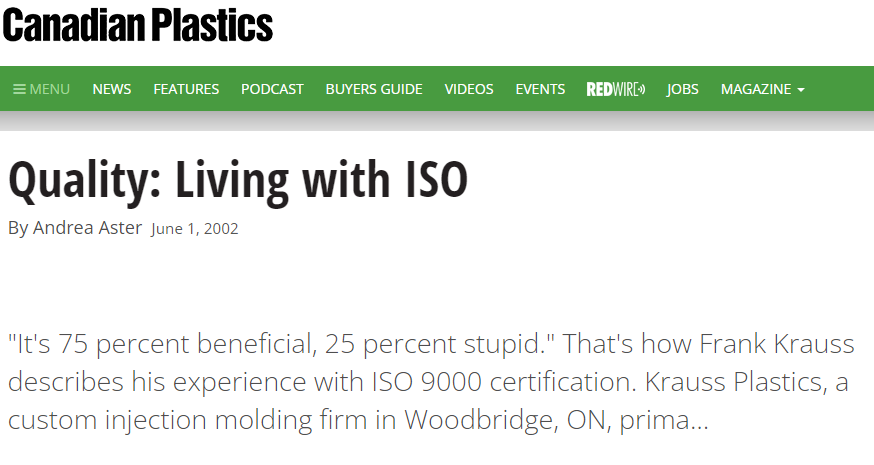 Canadian Plastics
MENU NEWS FEATURES PODCAST BUYERS GUIDE VIDEOS EVENTS REDWIRE JOBS MAGAZINE
Quality: Living with ISO
By Andrea Aster June 1, 2002
"It's 75 percent beneficial, 25 percent stupid." That's how Frank Krauss
describes his experience with ISO 9000 certification. Krauss Plastics, a
custom injection molding firm in Woodbridge, ON, prima...